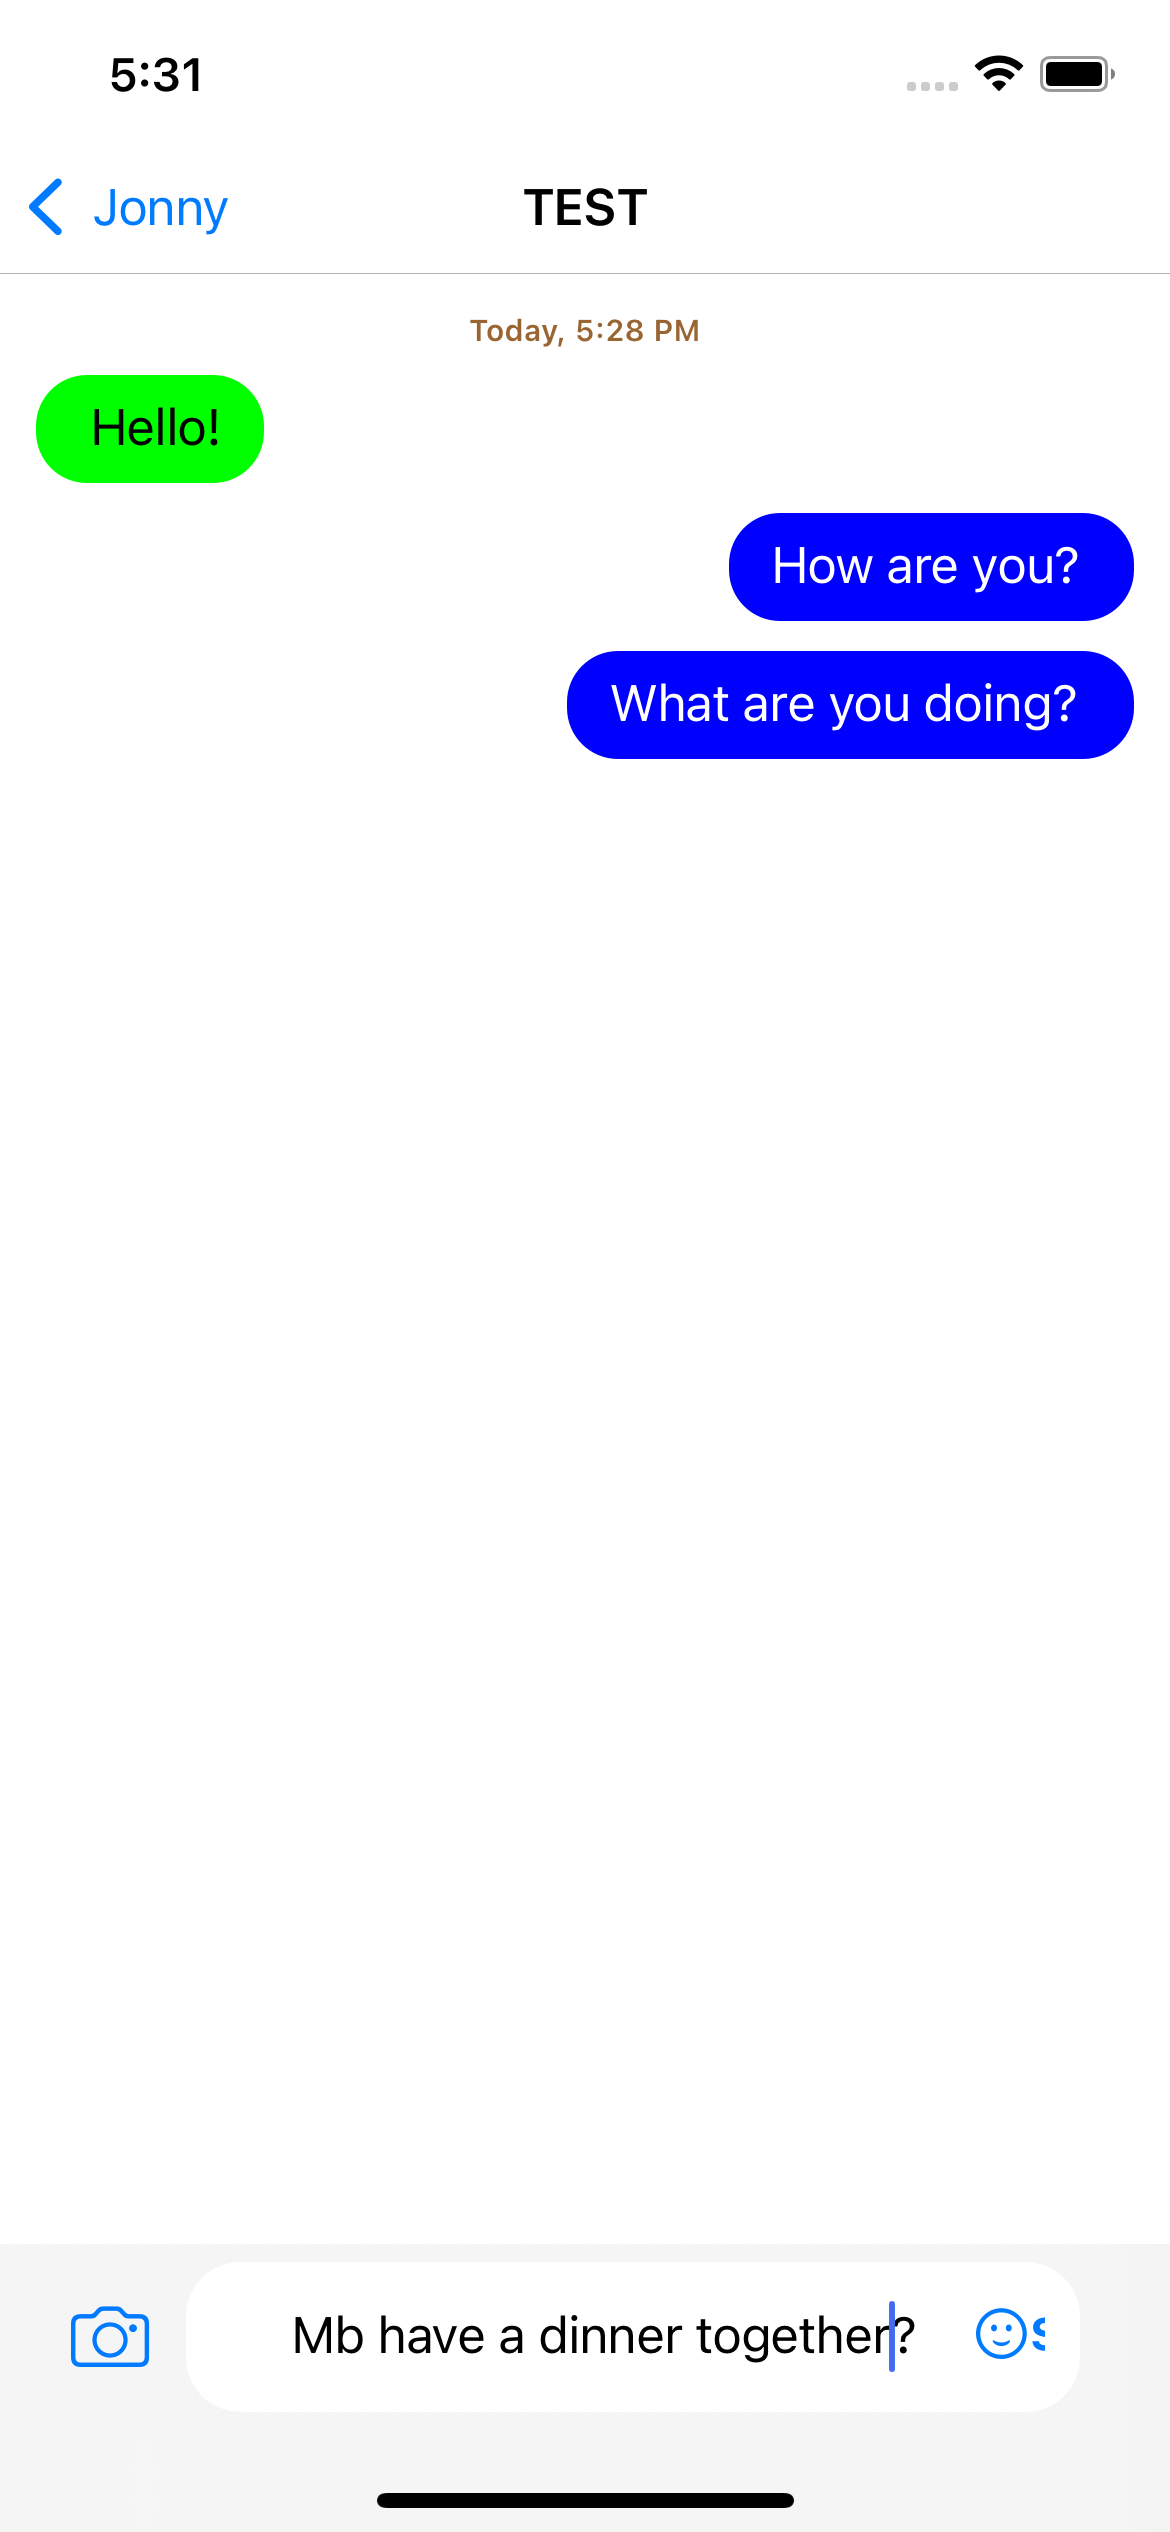 5:31
Jonny
TEST
Today, 5:28 PM
Hello!
How are you?
What are you doing?
Mb have a dinner together?